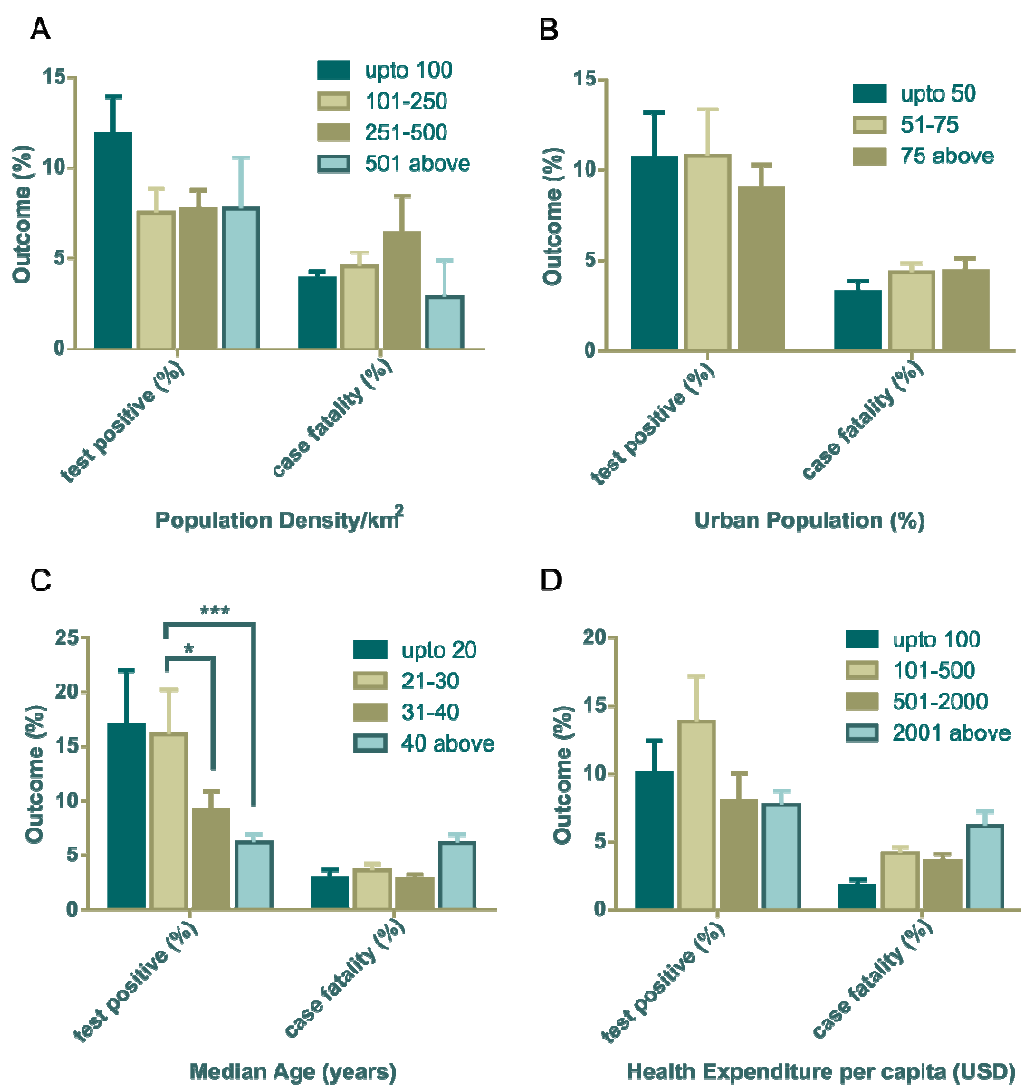 A
upto 100
101-250
251-500
501 above
Outcome (%)
15
10
5
0
test positive (%)
case fatality (%)
Population Density/km²
B
upto 50
51-75
75 above
Outcome (%)
15
10
5
0
test positive (%)
case fatality (%)
Urban Population (%)
C
***
*
upto 20
21-30
31-40
40 above
Outcome (%)
25
20
15
10
5
0
test positive (%)
case fatality (%)
Median Age (years)
D
upto 100
101-500
501-2000
2001 above
Outcome (%)
20
15
10
5
0
test positive (%)
case fatality (%)
Health Expenditure per capita (USD)